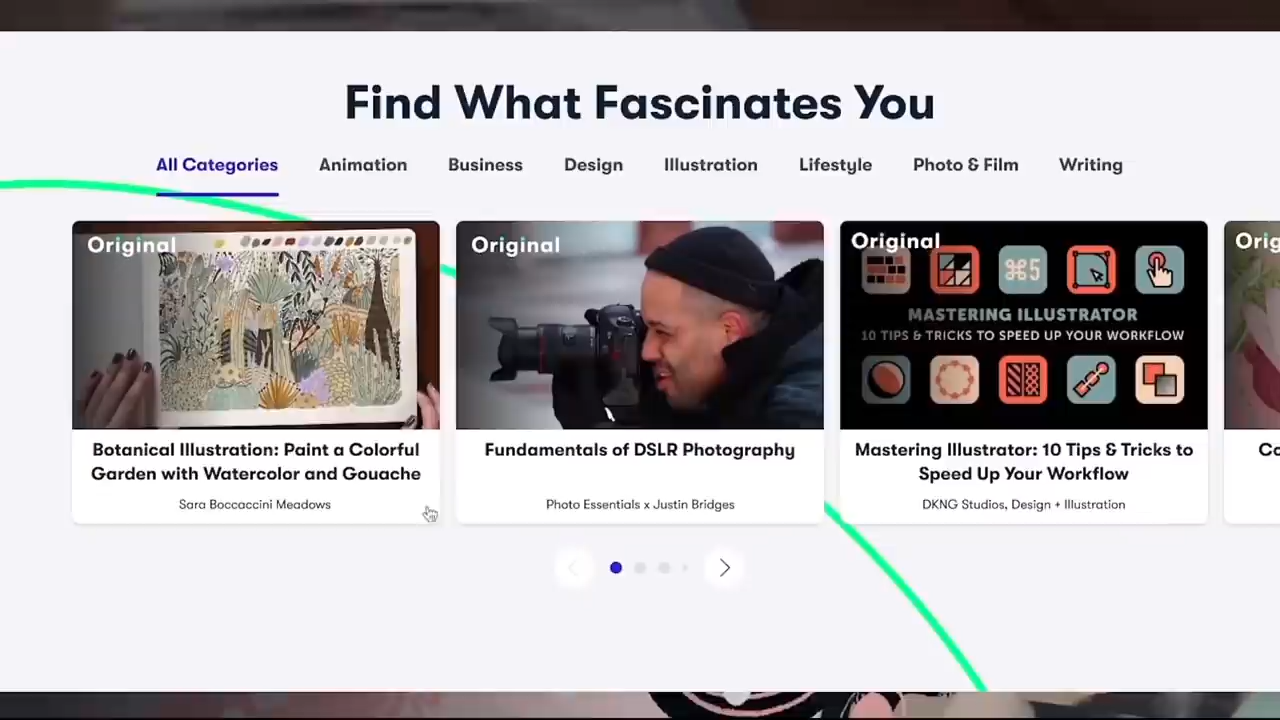 Find What Fascinates You
All Categories Animation Business Design Illustration Lifestyle Photo & Film Writing
Original
Botanical Illustration: Paint a Colorful
Garden with Watercolor and Gouache
Sara Boccaccini Meadows
Original
Fundamentals of DSLR Photography
Photo Essentials x Justin Bridges
Original
⌘5
MASTERING ILLUSTRATOR
10 TIPS & TRICKS TO SPEED UP YOUR WORKFLOW
Mastering Illustrator: 10 Tips & Tricks to
Speed Up Your Workflow
DKNG Studios, Design + Illustration